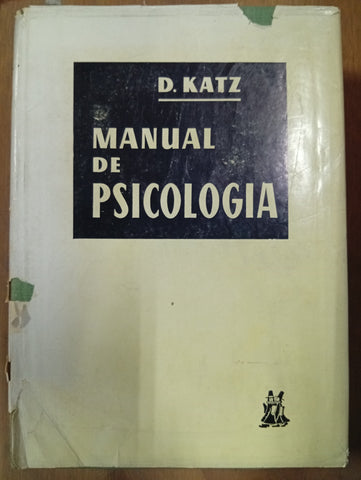 D. KATZ
MANUAL
DE
PSICOLOGIA